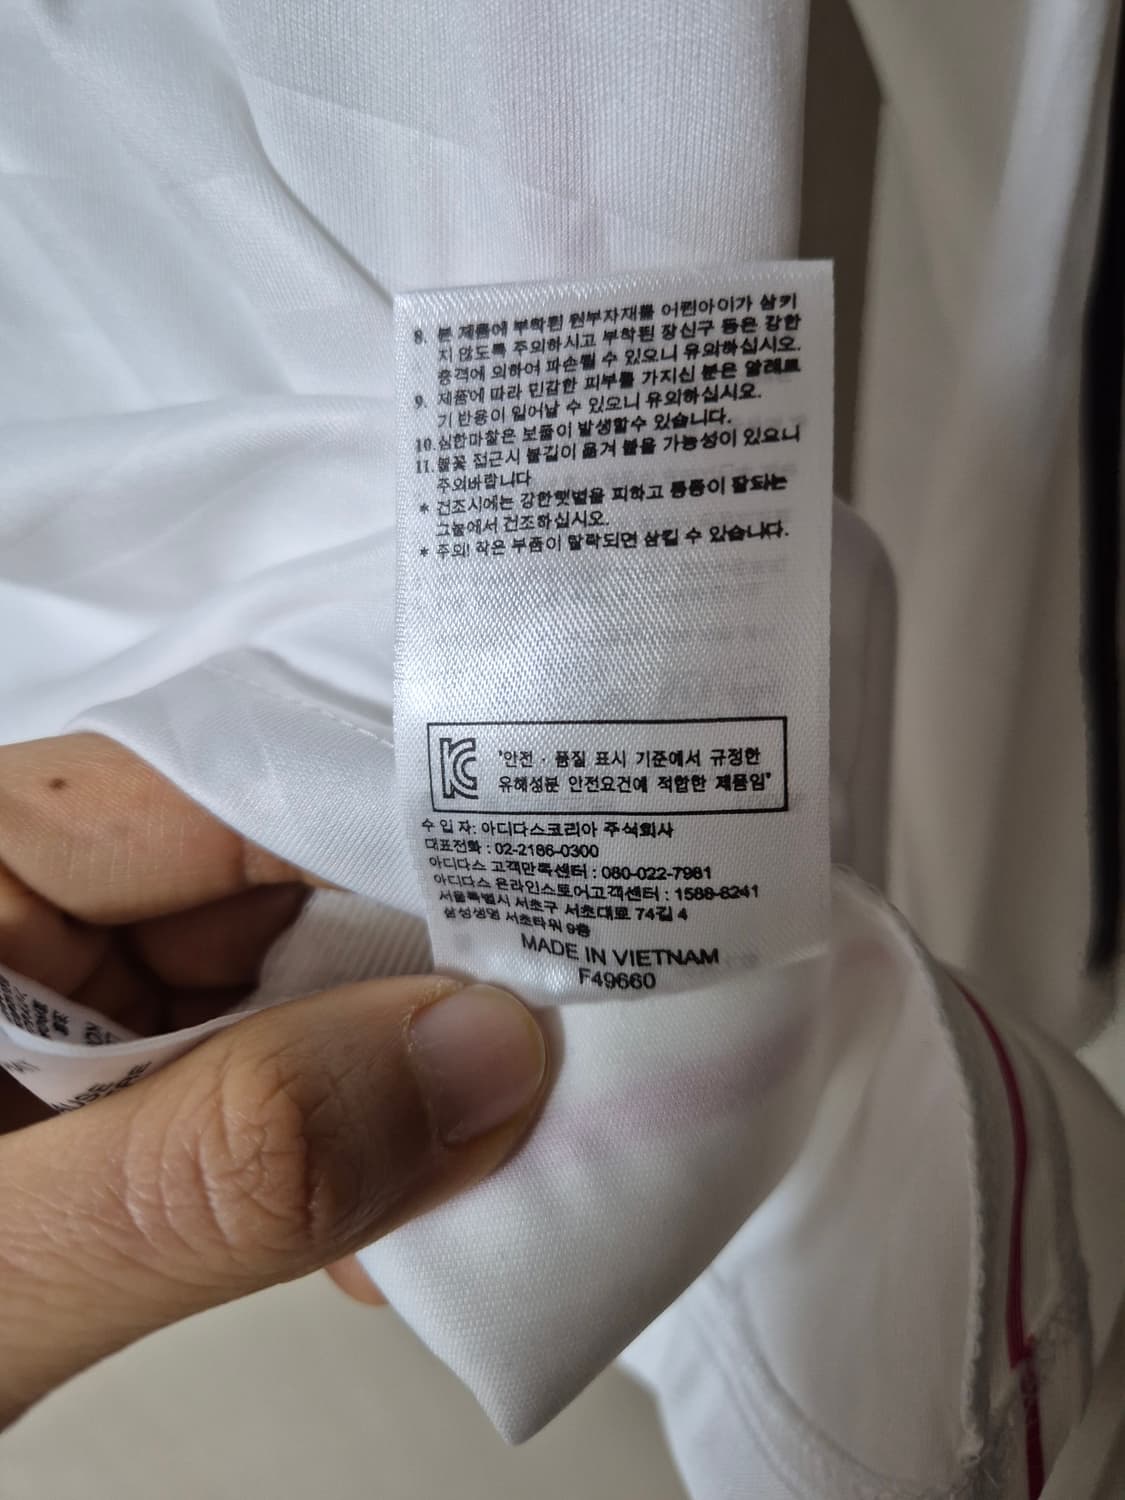 8. 본 제품에 부착된 원부자재를 어린아이가 삼키
지 않도록 주의하시고 부착된 장신구 등은 강한
충격에 의하여 파손될 수 있으니 유의하십시오.
9. 제품에 따라 민감한 피부를 가지신 분은 알레르
기 반응이 일어날 수 있으니 유의하십시오.
10.심한마찰은 보풀이 발생할수 있습니다.
11.불꽃 접근시 불길이 옮겨 붙을 가능성이 있으니
주의바랍니다
* 건조시에는 강한햇볕을 피하고 통풍이 잘되는
그늘에서 건조하십시오.
* 주의! 작은 부품이 탈락되면 삼킬 수 있습니다.
KC "안전 · 품질 표시 기준에서 규정한
유해성분 안전요건에 적합한 제품임"
수 입 자: 아디다스코리아 주식회사
대표전화 : 02-2186-0300
아디다스 고객만족센터 : 080-022-7981
아디다스 온라인스토어고객센터 : 1588-8241
서울특별시 서초구 서초대로 74길 4
삼성생명 서초타워 9층
MADE IN VIETNAM
F49660